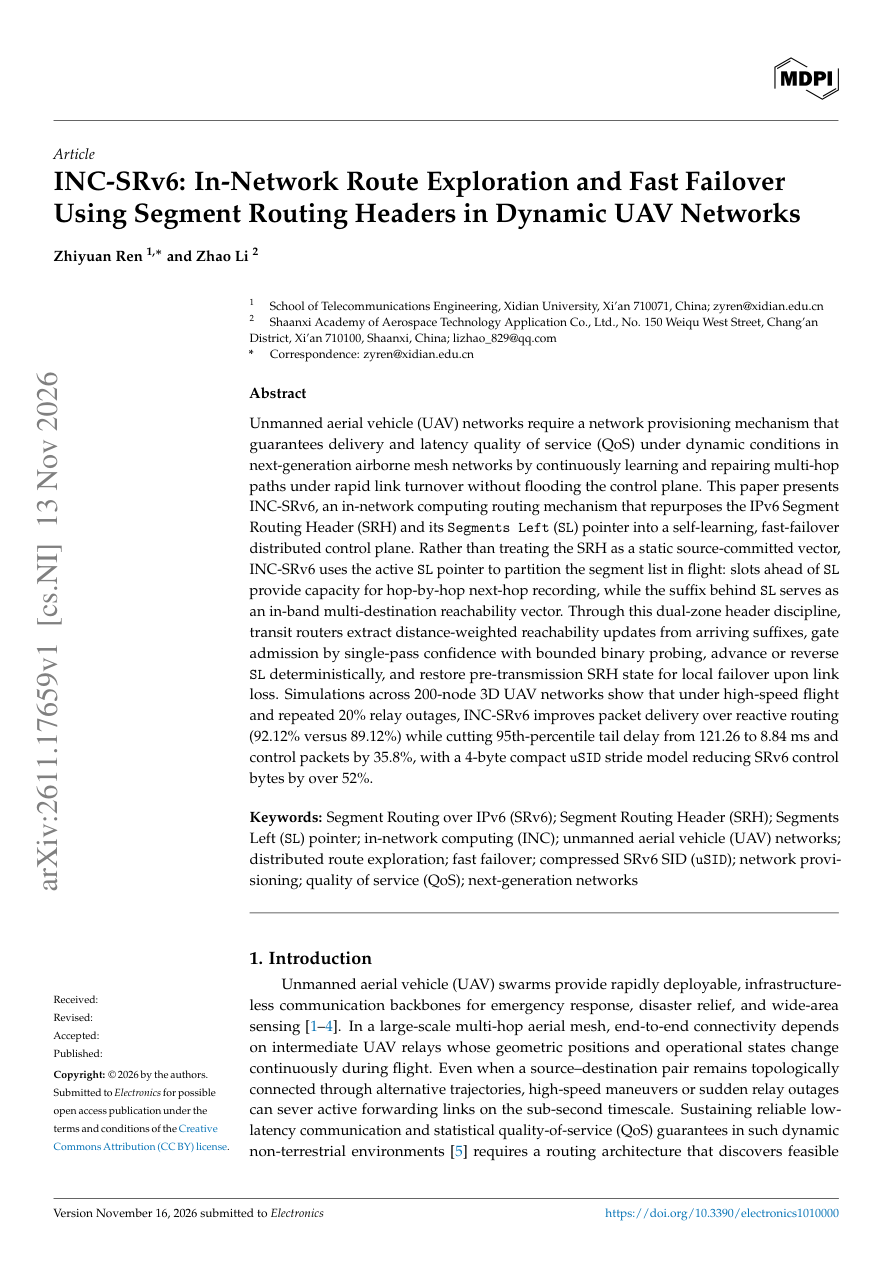 MDPI
Article
INC-SRv6: In-Network Route Exploration and Fast Failover
Using Segment Routing Headers in Dynamic UAV Networks
Zhiyuan Ren 1,* and Zhao Li 2
1 School of Telecommunications Engineering, Xidian University, Xi’an 710071, China; zyren@xidian.edu.cn
2 Shaanxi Academy of Aerospace Technology Application Co., Ltd., No. 150 Weiqu West Street, Chang’an
District, Xi’an 710100, Shaanxi, China; lizhao_829@qq.com
* Correspondence: zyren@xidian.edu.cn
Abstract
Unmanned aerial vehicle (UAV) networks require a network provisioning mechanism that
guarantees delivery and latency quality of service (QoS) under dynamic conditions in
next-generation airborne mesh networks by continuously learning and repairing multi-hop
paths under rapid link turnover without flooding the control plane. This paper presents
INC-SRv6, an in-network computing routing mechanism that repurposes the IPv6 Segment
Routing Header (SRH) and its Segments Left (SL) pointer into a self-learning, fast-failover
distributed control plane. Rather than treating the SRH as a static source-committed vector,
INC-SRv6 uses the active SL pointer to partition the segment list in flight: slots ahead of SL
provide capacity for hop-by-hop next-hop recording, while the suffix behind SL serves as
an in-band multi-destination reachability vector. Through this dual-zone header discipline,
transit routers extract distance-weighted reachability updates from arriving suffixes, gate
admission by single-pass confidence with bounded binary probing, advance or reverse
SL deterministically, and restore pre-transmission SRH state for local failover upon link
loss. Simulations across 200-node 3D UAV networks show that under high-speed flight
and repeated 20% relay outages, INC-SRv6 improves packet delivery over reactive routing
(92.12% versus 89.12%) while cutting 95th-percentile tail delay from 121.26 to 8.84 ms and
control packets by 35.8%, with a 4-byte compact uSID stride model reducing SRv6 control
bytes by over 52%.
Keywords: Segment Routing over IPv6 (SRv6); Segment Routing Header (SRH); Segments
Left (SL) pointer; in-network computing (INC); unmanned aerial vehicle (UAV) networks;
distributed route exploration; fast failover; compressed SRv6 SID (uSID); network provi-
sioning; quality of service (QoS); next-generation networks
1. Introduction
Unmanned aerial vehicle (UAV) swarms provide rapidly deployable, infrastructure-
less communication backbones for emergency response, disaster relief, and wide-area
sensing [1–4]. In a large-scale multi-hop aerial mesh, end-to-end connectivity depends
on intermediate UAV relays whose geometric positions and operational states change
continuously during flight. Even when a source–destination pair remains topologically
connected through alternative trajectories, high-speed maneuvers or sudden relay outages
can sever active forwarding links on the sub-second timescale. Sustaining reliable low-
latency communication and statistical quality-of-service (QoS) guarantees in such dynamic
non-terrestrial environments [5] requires a routing architecture that discovers feasible
Received:
Revised:
Accepted:
Published:
Copyright: © 2026 by the authors.
Submitted to Electronics for possible
open access publication under the
terms and conditions of the Creative
Commons Attribution (CC BY) license.
Version November 16, 2026 submitted to Electronics
https://doi.org/10.3390/electronics1010000
arXiv:2611.17659v1 [cs.NI] 13 Nov 2026